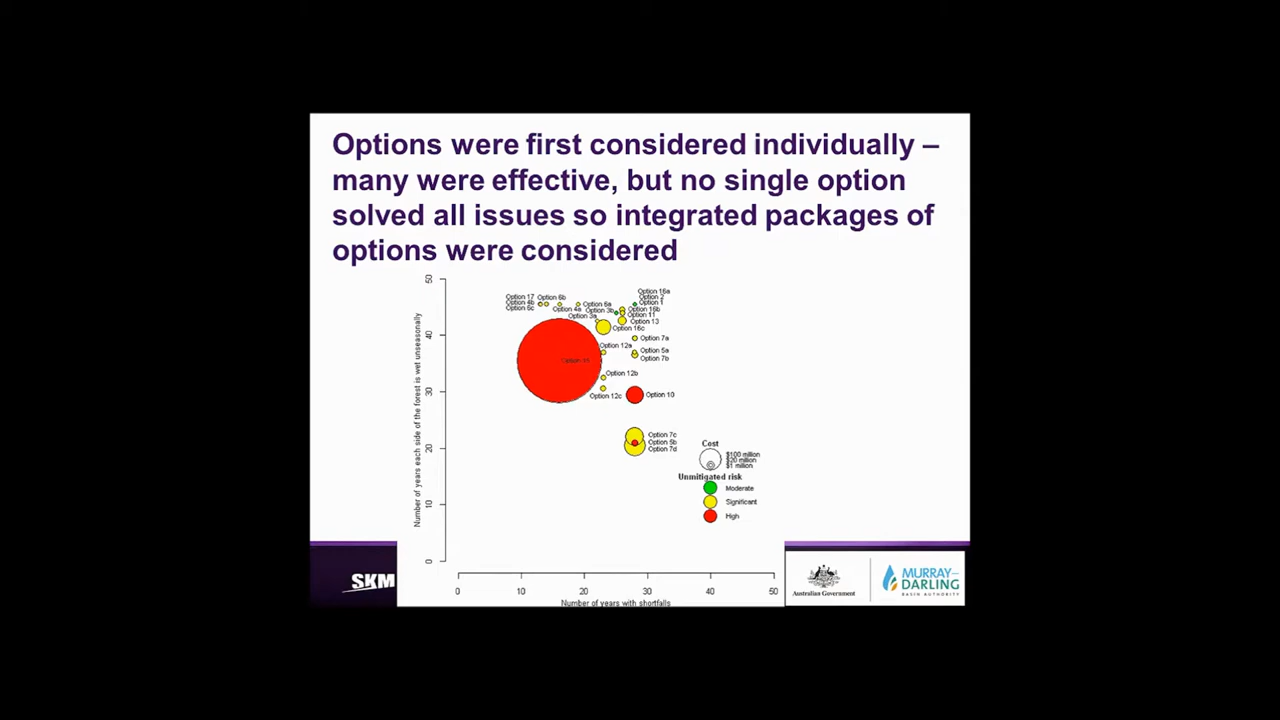 Options were first considered individually –
many were effective, but no single option
solved all issues so integrated packages of
options were considered
50
40
30
20
10
0
Number of years each side of the forest is wet unseasonally
Option 17
Option 6b
Option 4b
Option 6c
Option 4a
Option 6a
Option 3a
Option 3b
Option 16a
Option 2
Option 1
Option 16b
Option 11
Option 13
Option 16c
Option 7a
Option 12a
Option 5a
Option 7b
Option 12b
Option 12c
Option 10
Option 7c
Option 5b
Option 7d
Cost
$100 million
$20 million
$1 million
Unmitigated risk
Moderate
Significant
High
0 10 20 30 40 50
Number of years with shortfalls
SKM
Australian Government
MURRAY–
DARLING
BASIN AUTHORITY